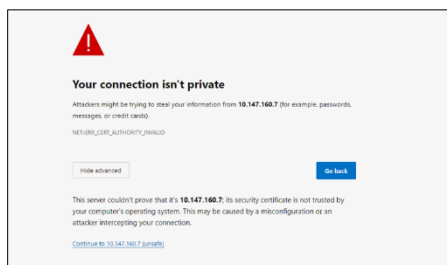 Your connection isn't private
Attackers might be trying to steal your information from 10.147.160.7 (for example, passwords,
messages, or credit cards).
NET::ERR_CERT_AUTHORITY_INVALID
Hide advanced
Go back
This server couldn't prove that it's 10.147.160.7; its security certificate is not trusted by
your computer's operating system. This may be caused by a misconfiguration or an
attacker intercepting your connection.
Continue to 10.147.160.7 (unsafe)